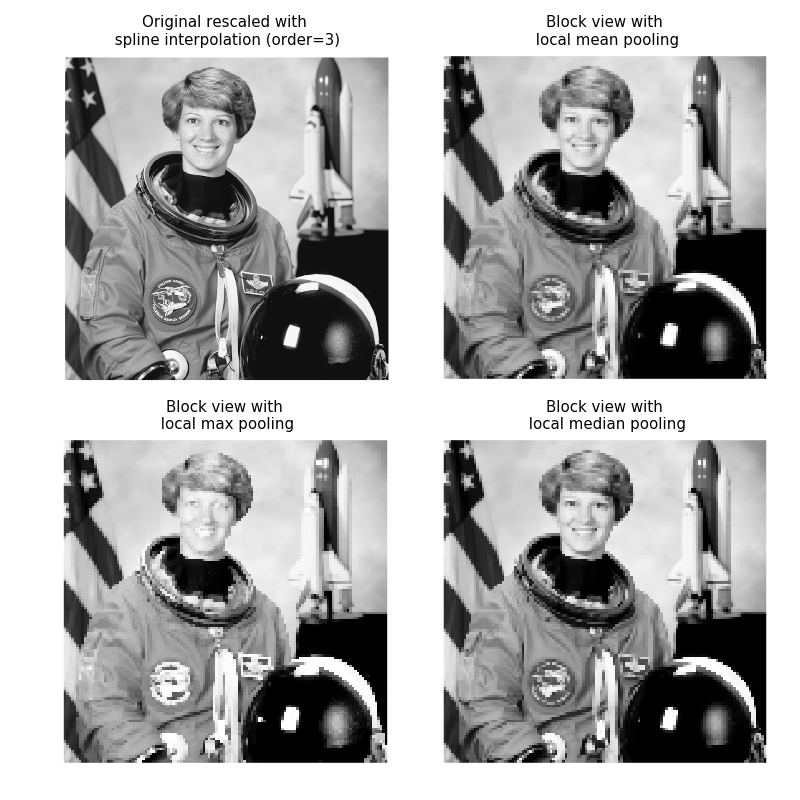 Original rescaled with
spline interpolation (order=3)
Block view with
local mean pooling
Block view with
local max pooling
Block view with
local median pooling